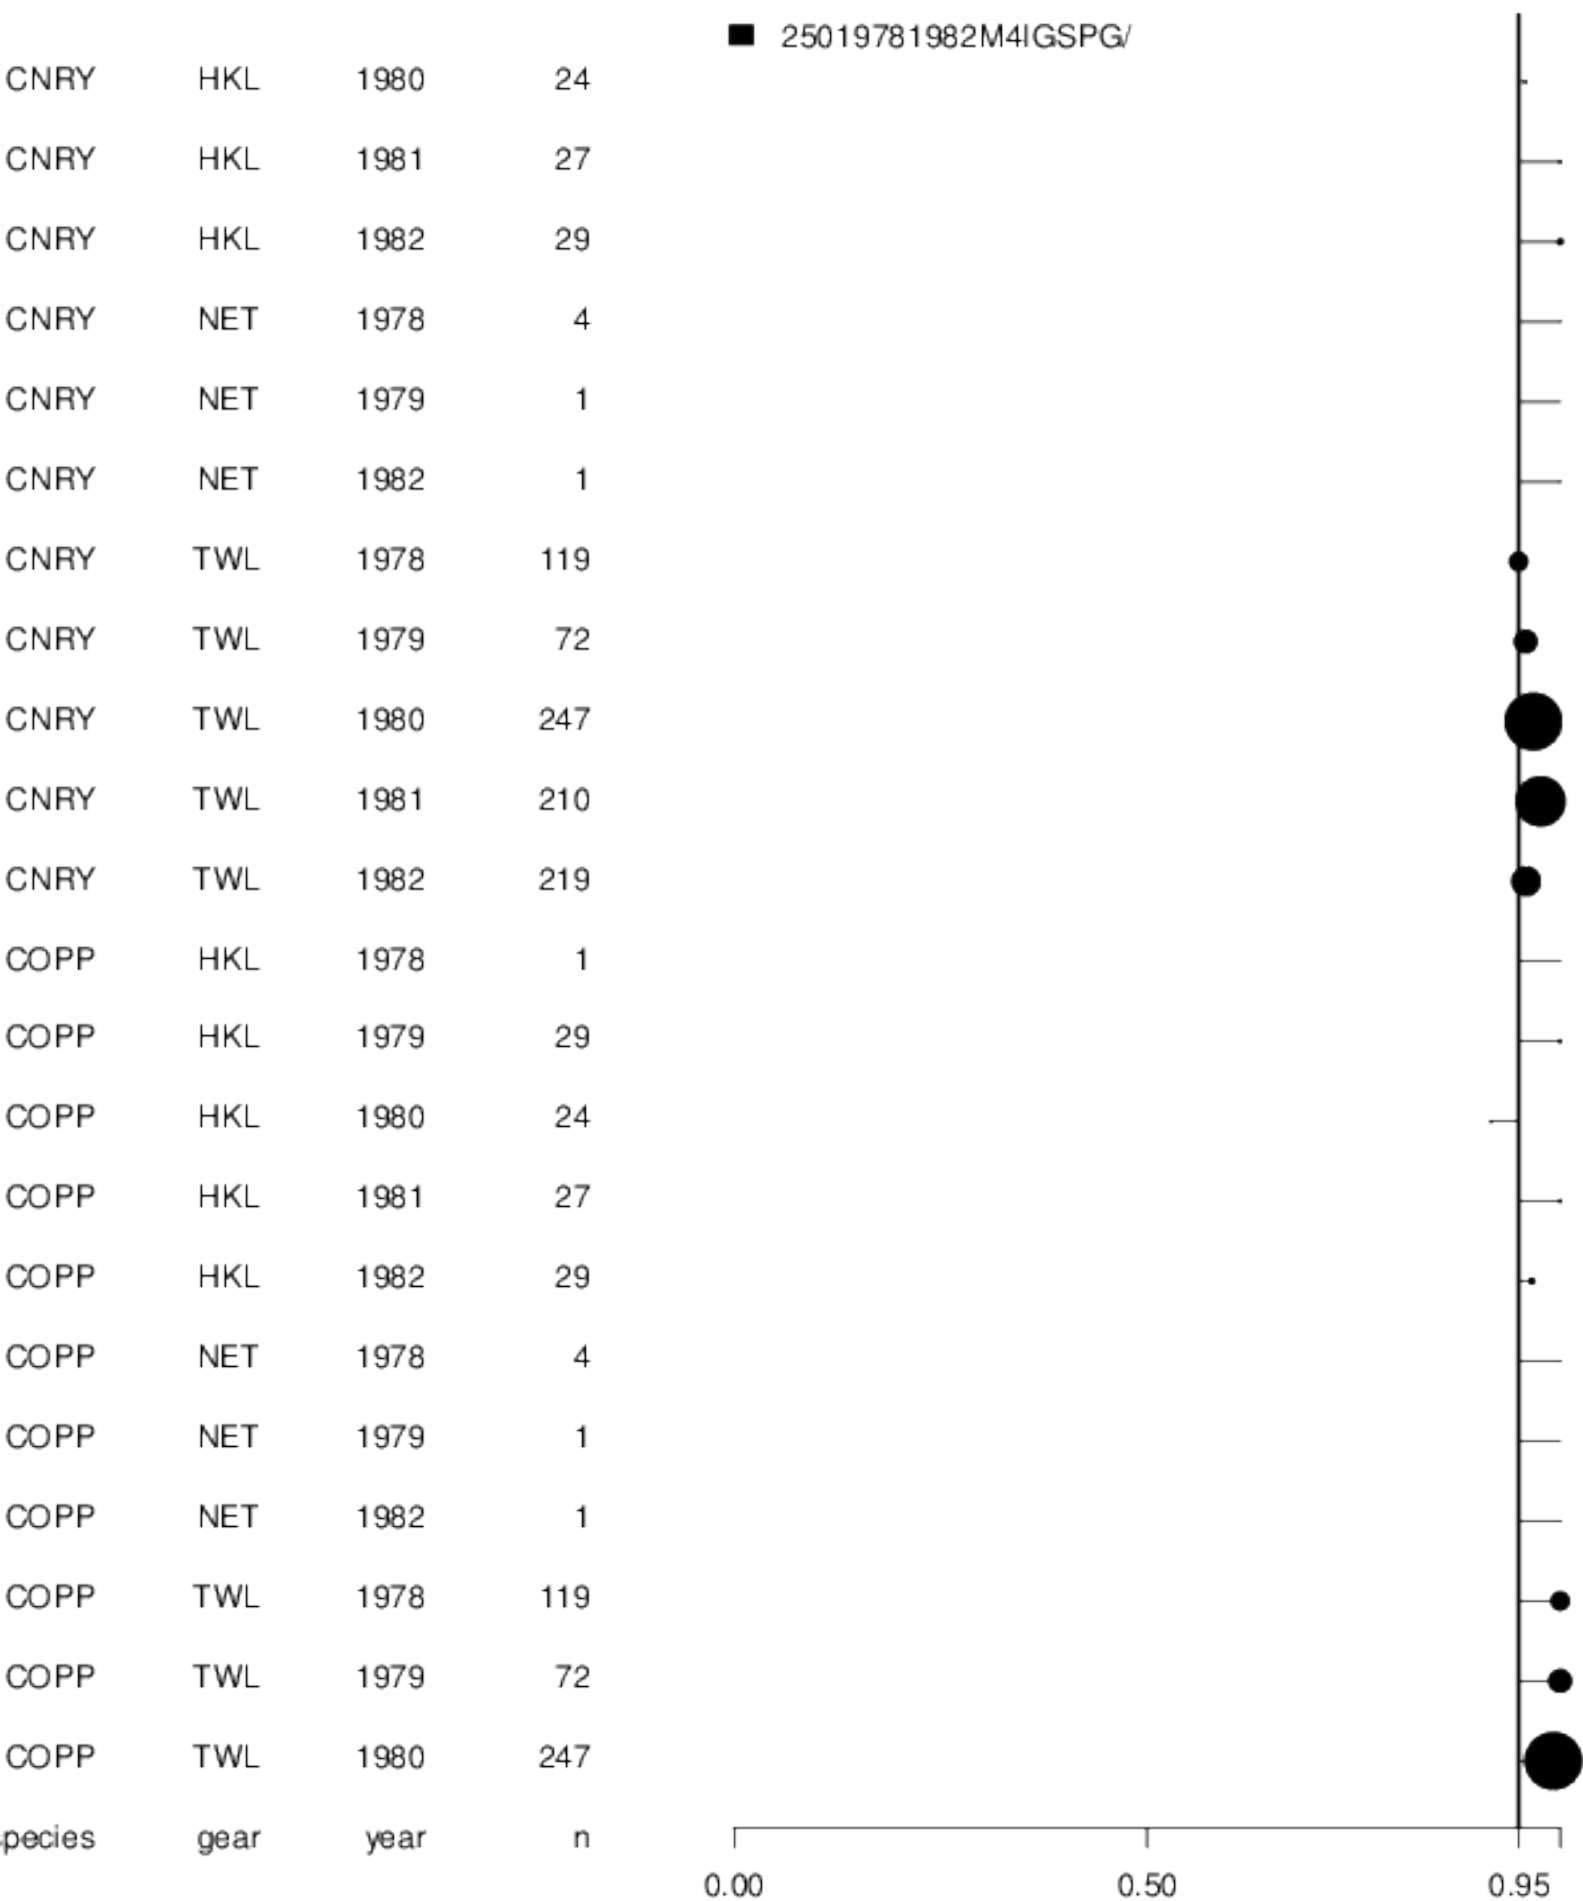 25019781982M4IGSPG/
CNRY HKL 1980 24
CNRY HKL 1981 27
CNRY HKL 1982 29
CNRY NET 1978 4
CNRY NET 1979 1
CNRY NET 1982 1
CNRY TWL 1978 119
CNRY TWL 1979 72
CNRY TWL 1980 247
CNRY TWL 1981 210
CNRY TWL 1982 219
COPP HKL 1978 1
COPP HKL 1979 29
COPP HKL 1980 24
COPP HKL 1981 27
COPP HKL 1982 29
COPP NET 1978 4
COPP NET 1979 1
COPP NET 1982 1
COPP TWL 1978 119
COPP TWL 1979 72
COPP TWL 1980 247
pecies gear year n
0.00 0.50 0.95